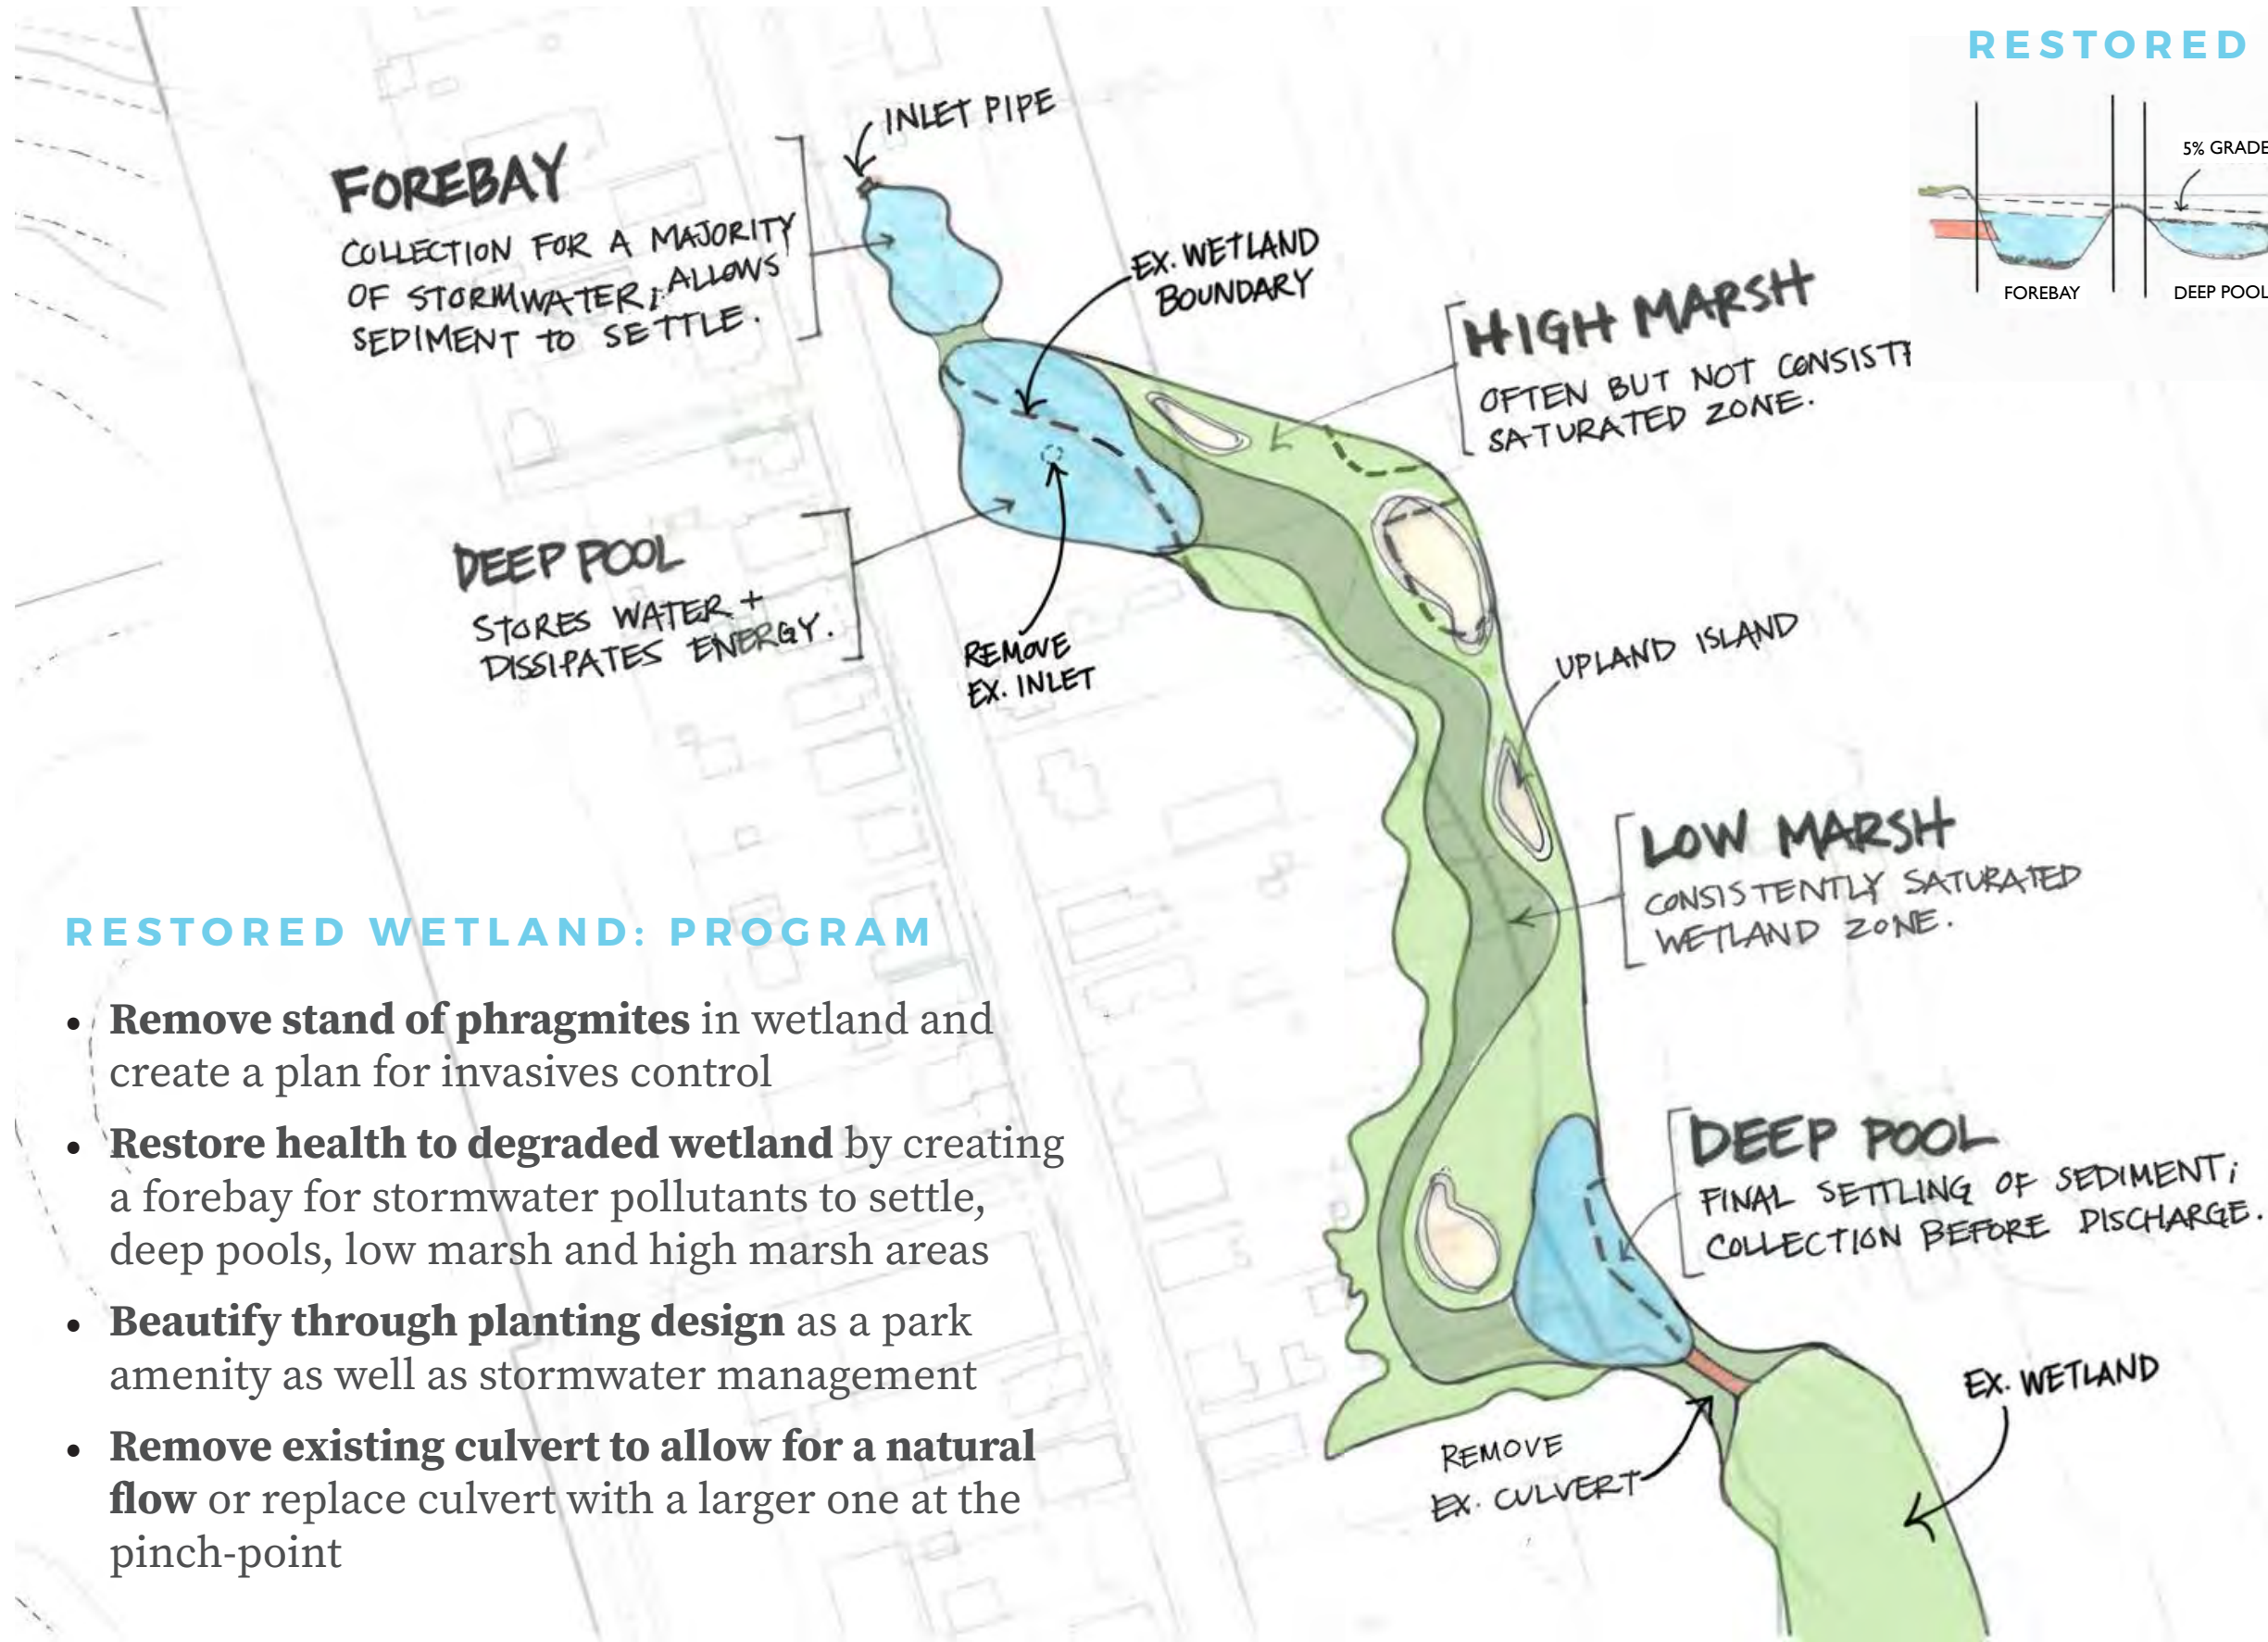 RESTORED
5% GRADE
FOREBAY
DEEP POOL
INLET PIPE
FOREBAY
COLLECTION FOR A MAJORITY
OF STORMWATER; ALLOWS
SEDIMENT TO SETTLE.
EX. WETLAND
BOUNDARY
HIGH MARSH
OFTEN BUT NOT
SATURATED ZONE.
DEEP POOL
STORES WATER +
DISSIPATES ENERGY.
REMOVE
EX. INLET
UPLAND ISLAND
LOW MARSH
CONSISTENTLY SATURATED
WETLAND ZONE.
RESTORED WETLAND: PROGRAM
• Remove stand of phragmites in wetland and
create a plan for invasives control
• Restore health to degraded wetland by creating
a forebay for stormwater pollutants to settle,
deep pools, low marsh and high marsh areas
• Beautify through planting design as a park
amenity as well as stormwater management
• Remove existing culvert to allow for a natural
flow or replace culvert with a larger one at the
pinch-point
DEEP POOL
FINAL SETTLING OF SEDIMENT;
COLLECTION BEFORE DISCHARGE.
EX. WETLAND
REMOVE
EX. CULVERT